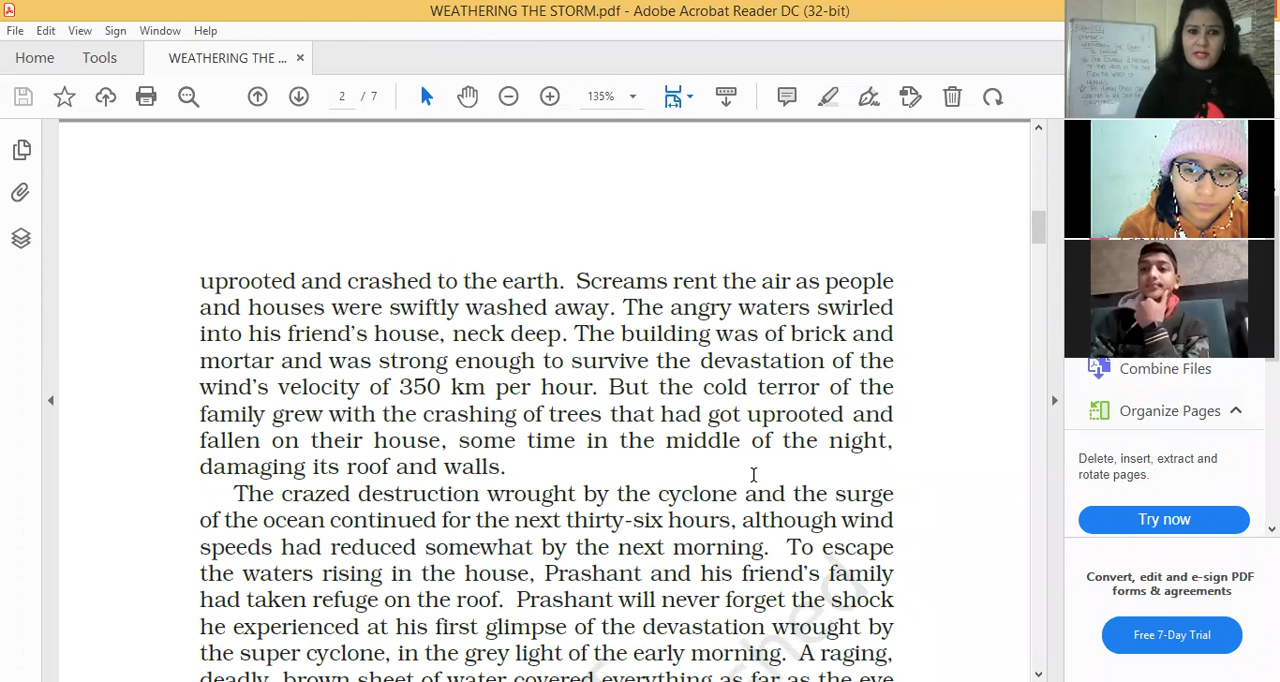 WEATHERING THE STORM.pdf - Adobe Acrobat Reader DC (32-bit)
File Edit View Sign Window Help
Home Tools WEATHERING THE ... ×
2 / 7 135%
uprooted and crashed to the earth. Screams rent the air as people
and houses were swiftly washed away. The angry waters swirled
into his friend's house, neck deep. The building was of brick and
mortar and was strong enough to survive the devastation of the
wind's velocity of 350 km per hour. But the cold terror of the
family grew with the crashing of trees that had got uprooted and
fallen on their house, some time in the middle of the night,
damaging its roof and walls.
The crazed destruction wrought by the cyclone and the surge
of the ocean continued for the next thirty-six hours, although wind
speeds had reduced somewhat by the next morning. To escape
the waters rising in the house, Prashant and his friend's family
had taken refuge on the roof. Prashant will never forget the shock
he experienced at his first glimpse of the devastation wrought by
the super cyclone, in the grey light of the early morning. A raging,
deadly, brown sheet of water covered everything as far as the eye
Combine Files
Organize Pages
Delete, insert, extract and
rotate pages.
Try now
Convert, edit and e-sign PDF
forms & agreements
Free 7-Day Trial